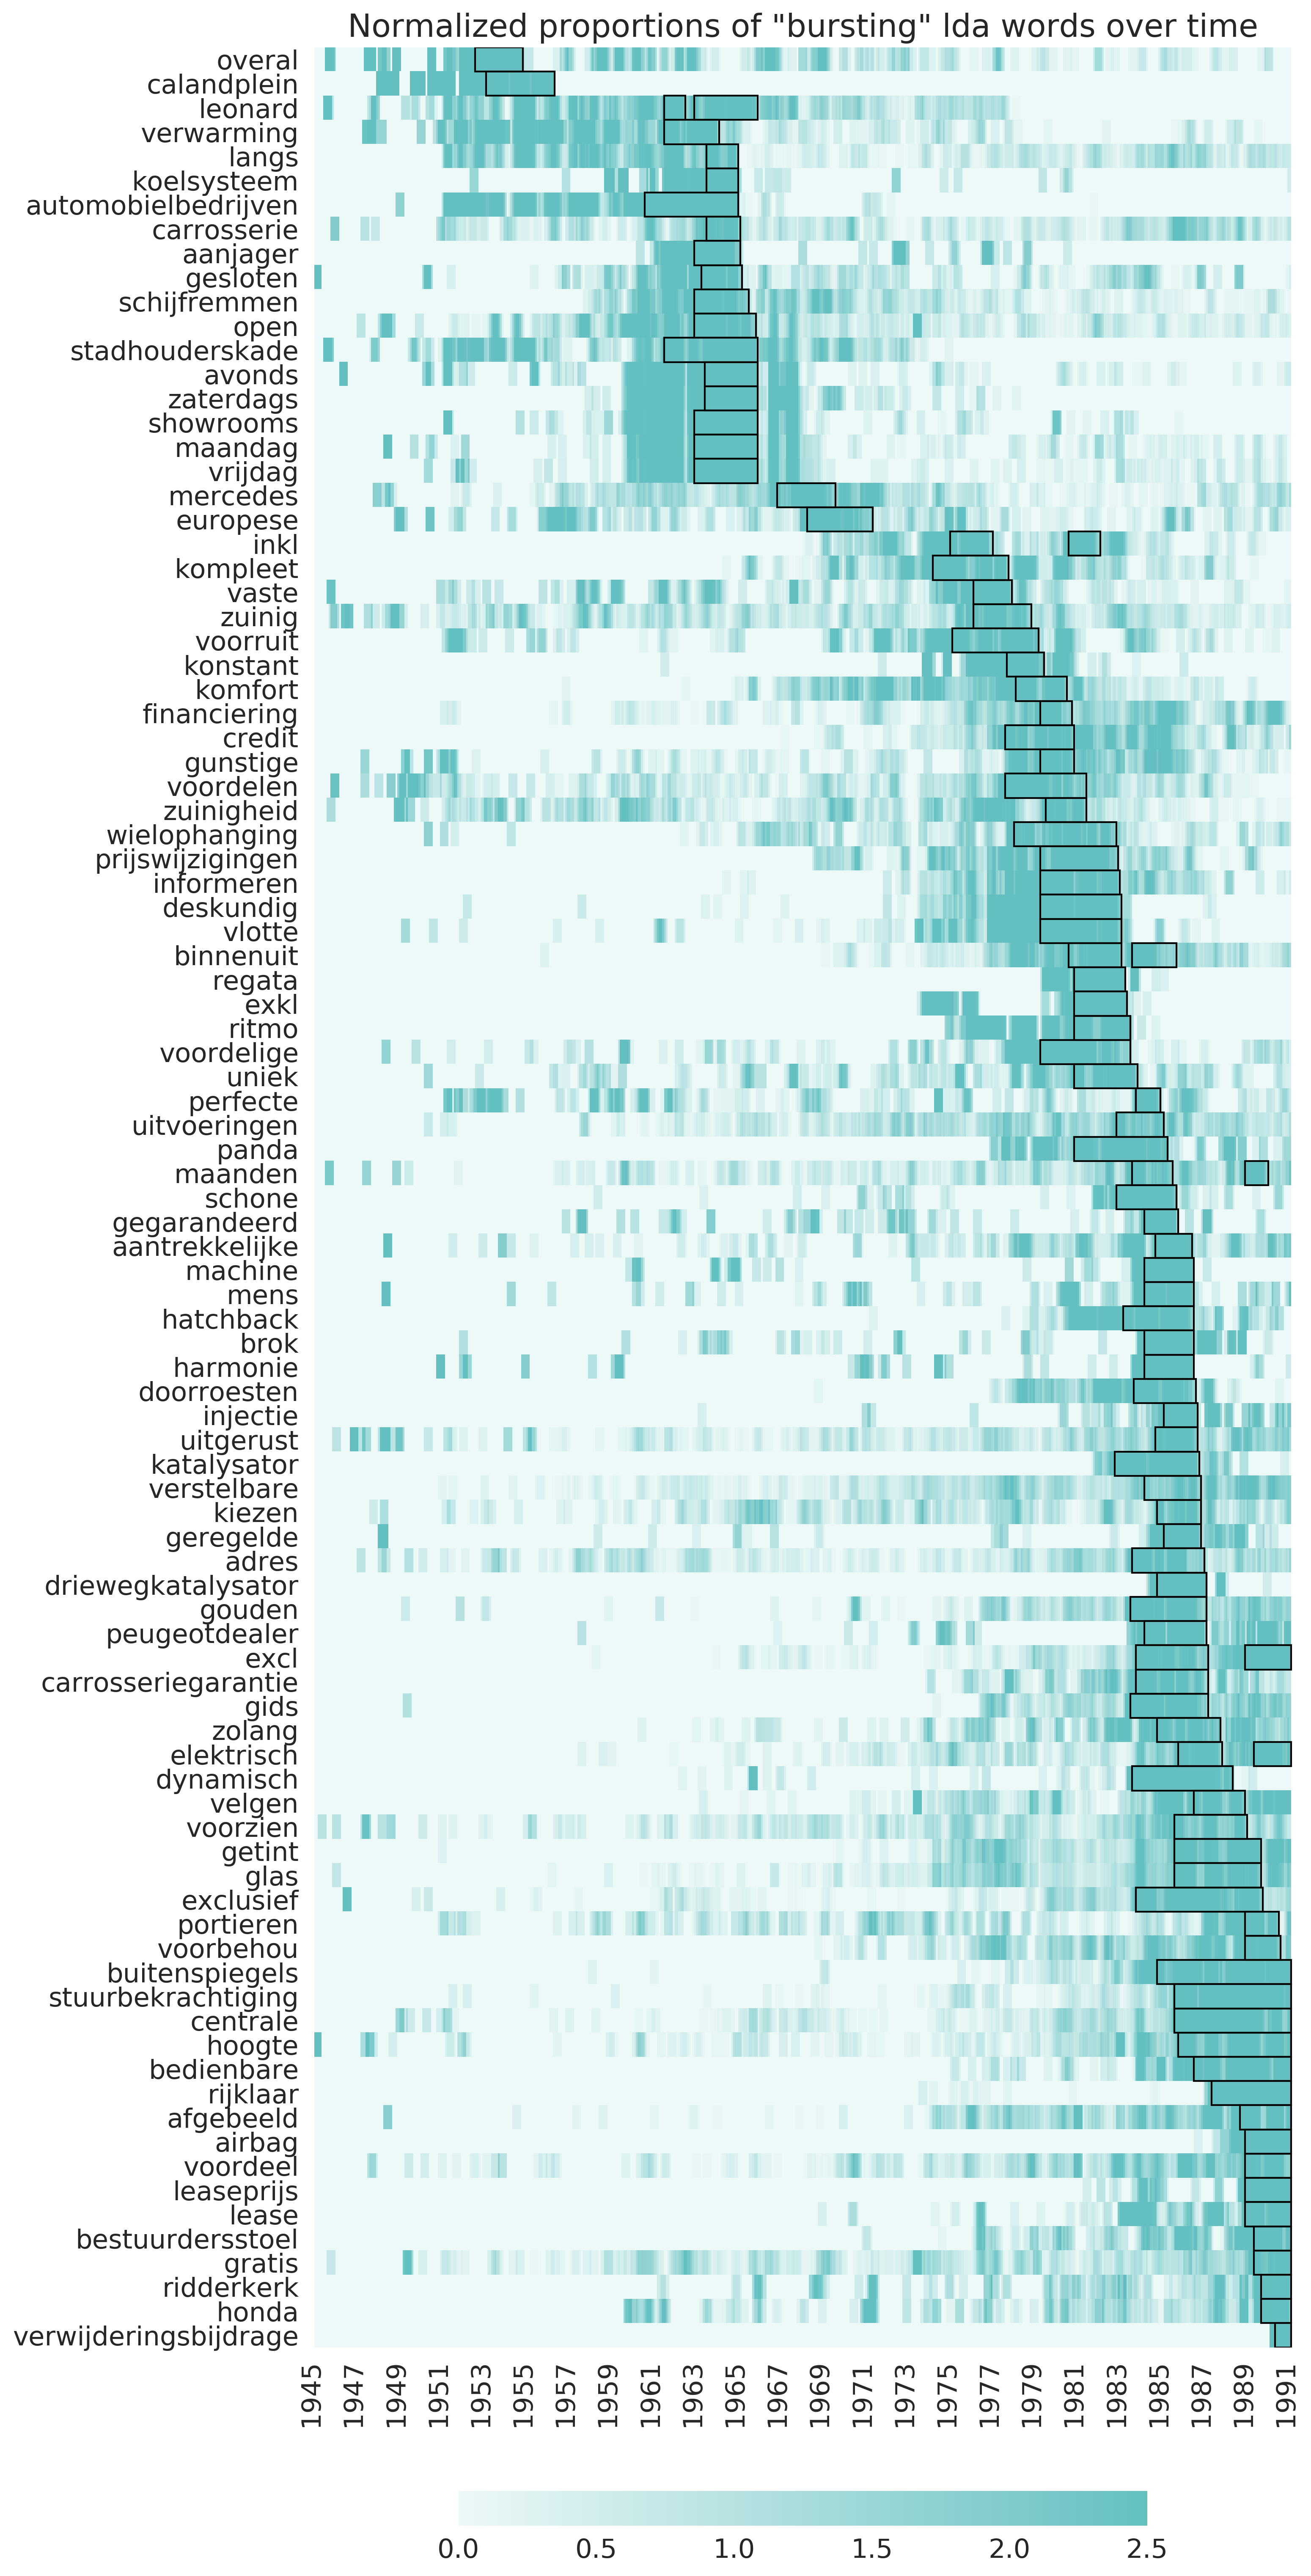 Normalized proportions of "bursting" lda words over time
overal
calandplein
leonard
verwarming
langs
koelsysteem
automobielbedrijven
carrosserie
aanjager
gesloten
schijfremmen
open
stadhouderskade
avonds
zaterdags
showrooms
maandag
vrijdag
mercedes
europese
inkl
kompleet
vaste
zuinig
voorruit
konstant
komfort
financiering
credit
gunstige
voordelen
zuinigheid
wielophanging
prijswijzigingen
informeren
deskundig
vlotte
binnenuit
regata
exkl
ritmo
voordelige
uniek
perfecte
uitvoeringen
panda
maanden
schone
gegarandeerd
aantrekkelijke
machine
mens
hatchback
brok
harmonie
doorroesten
injectie
uitgerust
katalysator
verstelbare
kiezen
geregelde
adres
driewegkatalysator
gouden
peugeotdealer
excl
carrosseriegarantie
gids
zolang
elektrisch
dynamisch
velgen
voorzien
getint
glas
exclusief
portieren
voorbehou
buitenspiegels
stuurbekrachtiging
centrale
hoogte
bedienbare
rijklaar
afgebeeld
airbag
voordeel
leaseprijs
lease
bestuurdersstoel
gratis
ridderkerk
honda
verwijderingsbijdrage
1945 1947 1949 1951 1953 1955 1957 1959 1961 1963 1965 1967 1969 1971 1973 1975 1977 1979 1981 1983 1985 1987 1989 1991
0.0 0.5 1.0 1.5 2.0 2.5